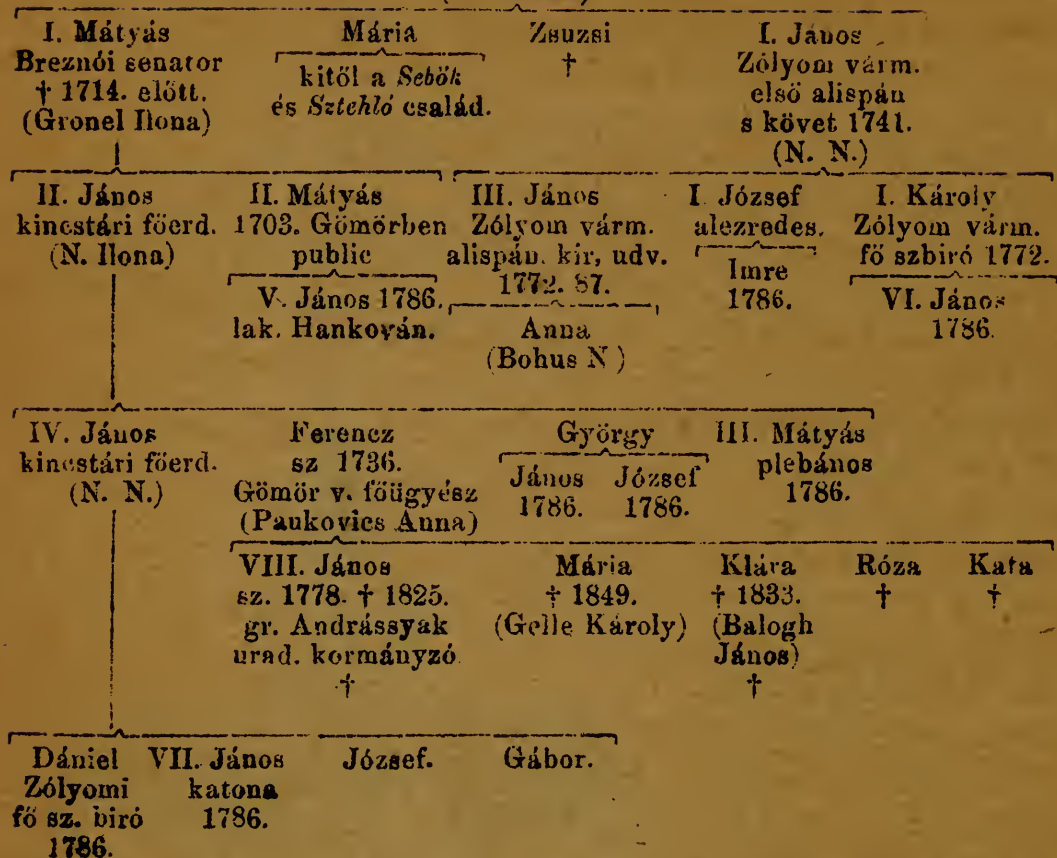 I. Mátyás Mária Zsuzsi I. János
Breznói senator kitől a Sebők † Zólyom várm.
† 1714. előtt. és Sztehló család. első alispán
(Gronel Ilona) s követ 1741.
(N. N.)
II. János II. Mátyás III. János I. József I. Károly
kincstári főerd. 1703. Gömörben Zólyom várm. alezredes. Zólyom várm.
(N. Ilona) public alispán. kir, udv. Imre fő szbiró 1772.
V. János 1786. 1772. 87. 1786. VI. János
lak. Hankován. Anna 1786.
(Bohus N)
IV. János Ferencz György III. Mátyás
kincstári főerd. sz 1736. János József plebános
(N. N.) Gömör v. főügyész 1786. 1786. 1786.
(Paukovics Anna)
VIII. János Mária Klára Róza Kata
sz. 1778. † 1825. † 1849. † 1833. † †
gr. Andrássyak (Gelle Károly) (Balogh
urad. kormányzó János)
† †
Dániel VII. János József. Gábor.
Zólyomi katona
fő sz. biró 1786.
1786.